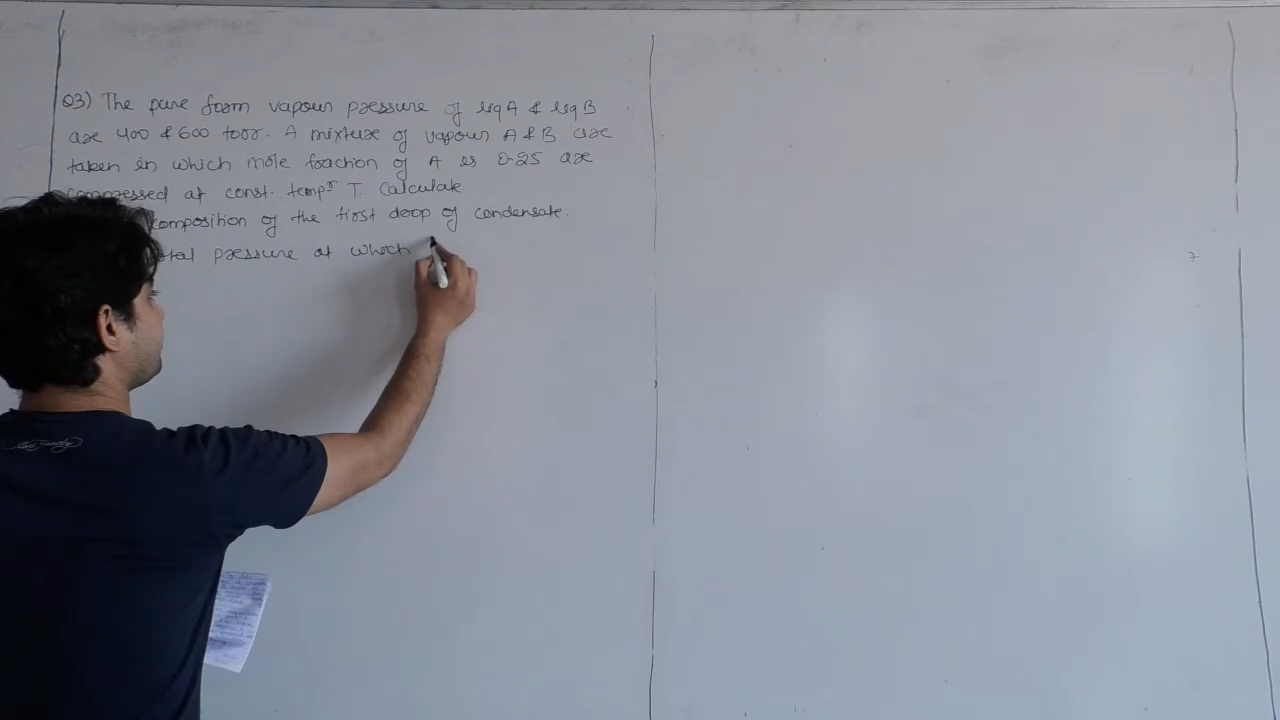 Q3) The pure form vapour pressure of liq A & liq B
are 400 & 600 torr. A mixture of vapour A & B are
taken in which mole fraction of A is 0.25 are
compressed at const. temp^r T. Calculate
composition of the first drop of condensate.
pressure at which
7